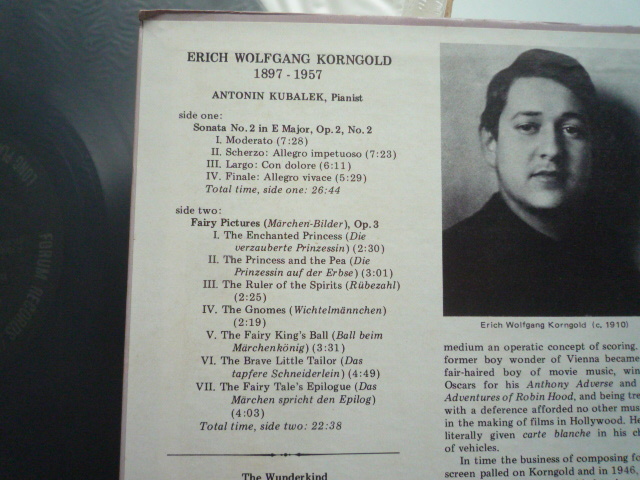 ERICH WOLFGANG KORNGOLD
1897 - 1957
ANTONIN KUBALEK, Pianist
side one:
Sonata No. 2 in E Major, Op. 2, No. 2
I. Moderato (7:28)
II. Scherzo: Allegro impetuoso (7:23)
III. Largo: Con dolore (6:11)
IV. Finale: Allegro vivace (5:29)
Total time, side one: 26:44
side two:
Fairy Pictures (Märchen-Bilder), Op. 3
I. The Enchanted Princess (Die
verzauberte Prinzessin) (2:30)
II. The Princess and the Pea (Die
Prinzessin auf der Erbse) (3:01)
III. The Ruler of the Spirits (Rübezahl)
(2:25)
IV. The Gnomes (Wichtelmännchen)
(2:19)
V. The Fairy King's Ball (Ball beim
Märchenkönig) (3:31)
VI. The Brave Little Tailor (Das
tapfere Schneiderlein) (4:49)
VII. The Fairy Tale's Epilogue (Das
Märchen spricht den Epilog)
(4:03)
Total time, side two: 22:38
The Wunderkind
Erich Wolfgang Korngold (c. 1910)
medium an operatic concept of scoring.
former boy wonder of Vienna became
fair-haired boy of movie music, win
Oscars for his Anthony Adverse and
Adventures of Robin Hood, and being tre
with a deference afforded no other mus
in the making of films in Hollywood. He
literally given carte blanche in his ch
of vehicles.
In time the business of composing fo
screen palled on Korngold and in 1946,